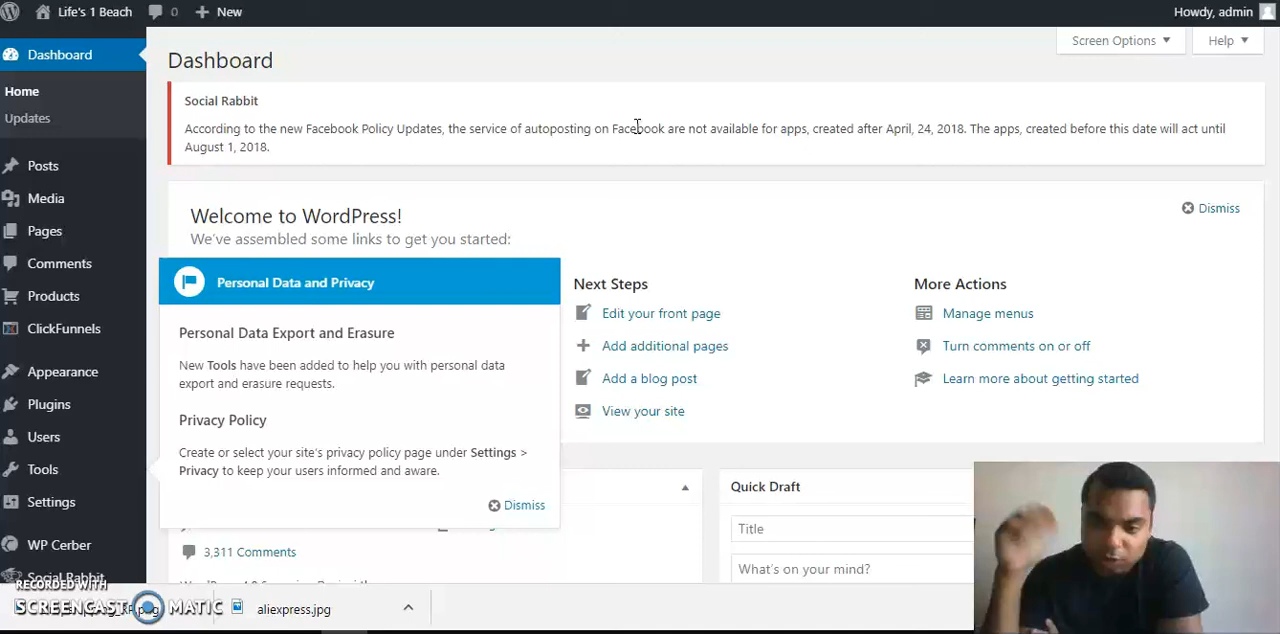 Life's 1 Beach 0 New Howdy, admin
Dashboard
Home
Updates
Posts
Media
Pages
Comments
Products
ClickFunnels
Appearance
Plugins
Users
Tools
Settings
WP Cerber
Social Rabbit
Screen Options Help
Dashboard
Social Rabbit
According to the new Facebook Policy Updates, the service of autoposting on Facebook are not available for apps, created after April, 24, 2018. The apps, created before this date will act until
August 1, 2018.
Welcome to WordPress!
We've assembled some links to get you started:
Dismiss
Personal Data and Privacy
Personal Data Export and Erasure
New Tools have been added to help you with personal data
export and erasure requests.
Privacy Policy
Create or select your site's privacy policy page under Settings >
Privacy to keep your users informed and aware.
Dismiss
Next Steps
Edit your front page
Add additional pages
Add a blog post
View your site
More Actions
Manage menus
Turn comments on or off
Learn more about getting started
3,311 Comments
Quick Draft
Title
What's on your mind?
RECORDED WITH
SCREENCAST MATIC
aliexpress.jpg